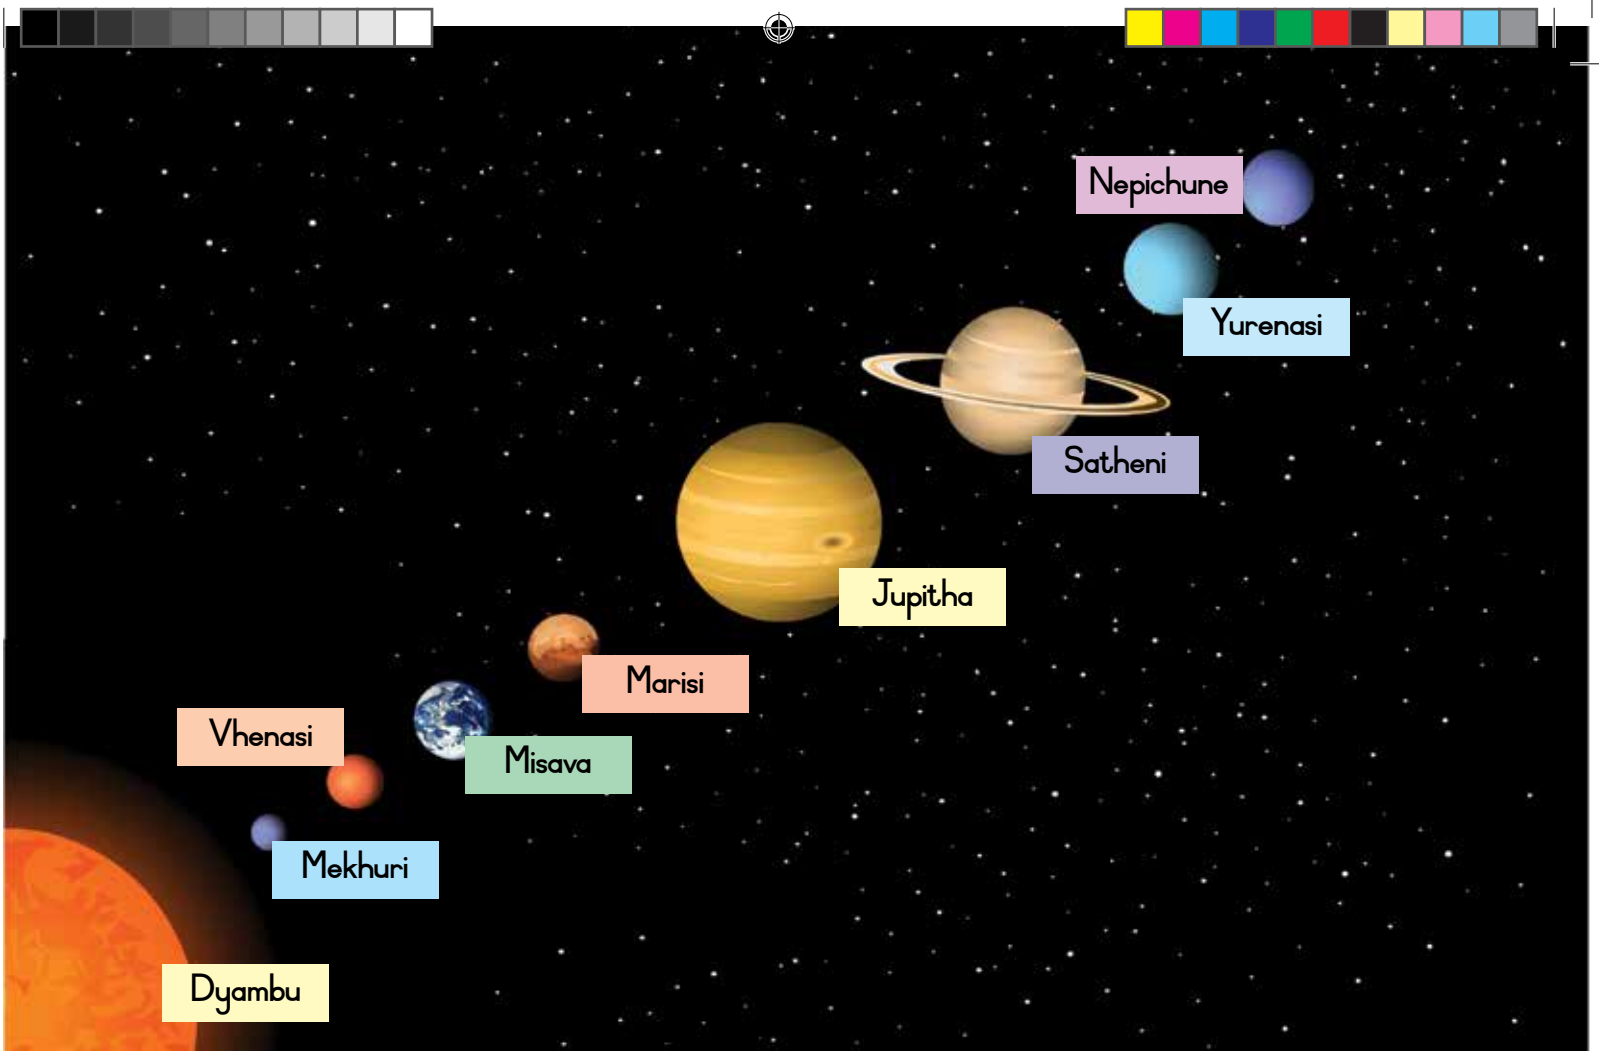 Nepichune
Yurenasi
Satheni
Jupitha
Marisi
Vhenasi
Misava
Mekhuri
Dyambu